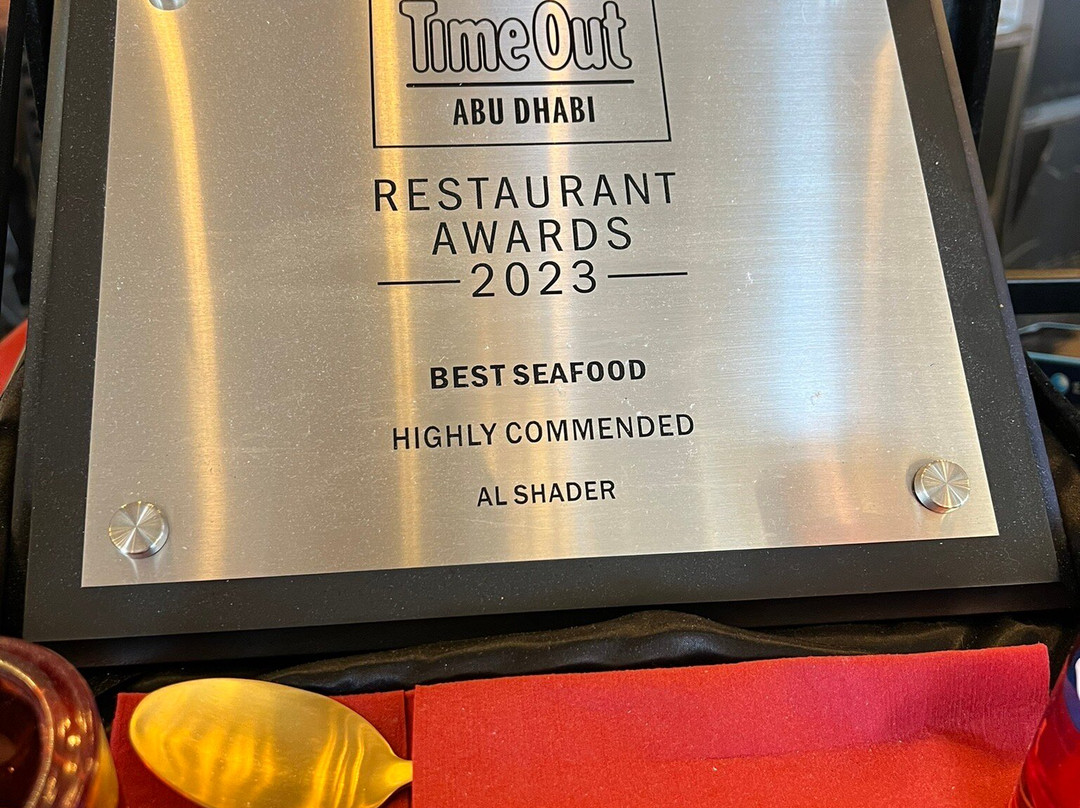 Time Out
ABU DHABI
RESTAURANT
AWARDS
2023
BEST SEAFOOD
HIGHLY COMMENDED
AL SHADER